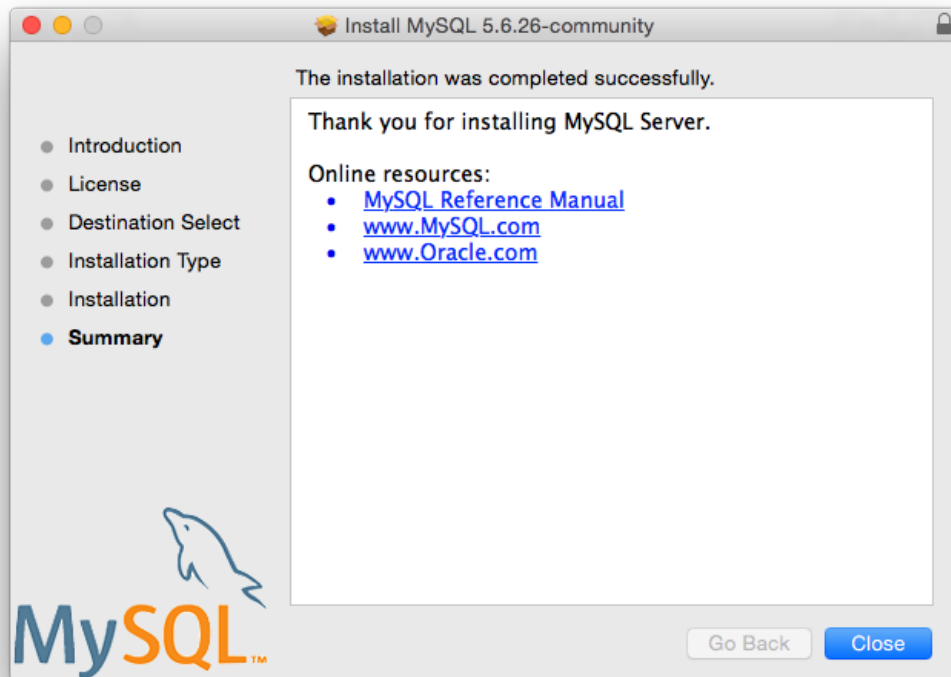 Install MySQL 5.6.26-community
The installation was completed successfully.
Introduction
License
Destination Select
Installation Type
Installation
Summary
Thank you for installing MySQL Server.
Online resources:
• MySQL Reference Manual
• www.MySQL.com
• www.Oracle.com
MySQL™
Go Back
Close